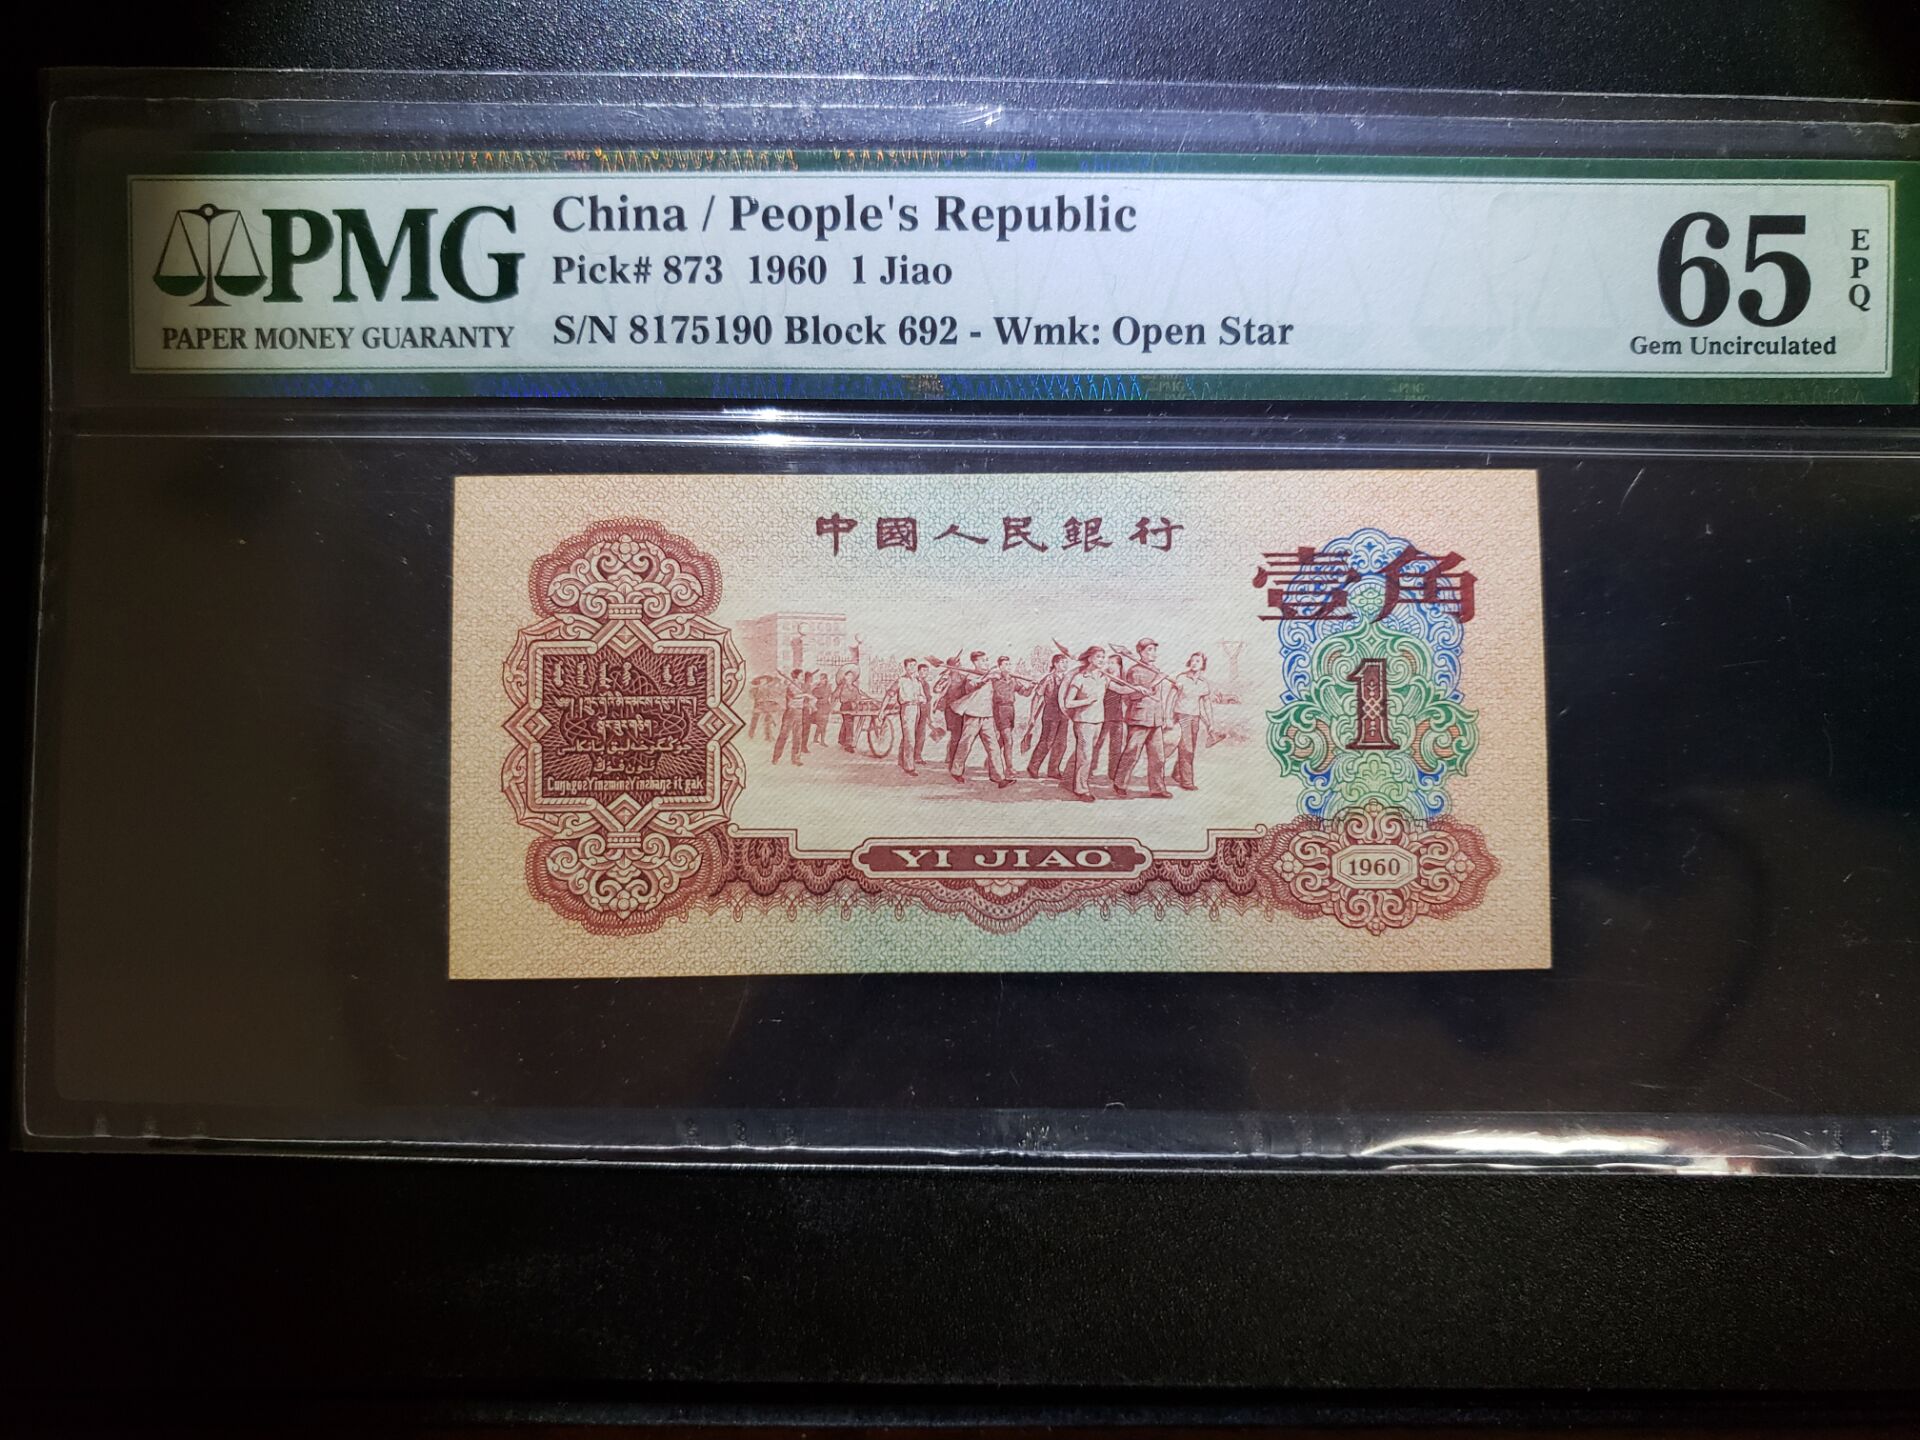 China / People's Republic
PMG
Pick# 873 1960 1 Jiao
PAPER MONEY GUARANTY
S/N 8175190 Block 692 - Wmk: Open Star
65
EPQ
Gem Uncirculated
中國人民銀行
壹角
1
YI JIAO
1960